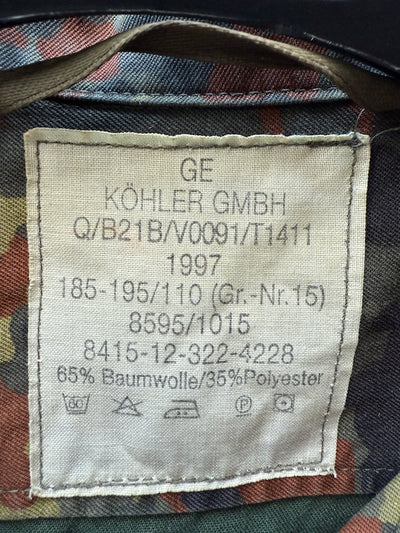 GE
KÖHLER GMBH
Q/B21B/V0091/T1411
1997
185-195/110 (Gr.-Nr.15)
8595/1015
8415-12-322-4228
65% Baumwolle/35%Polyester